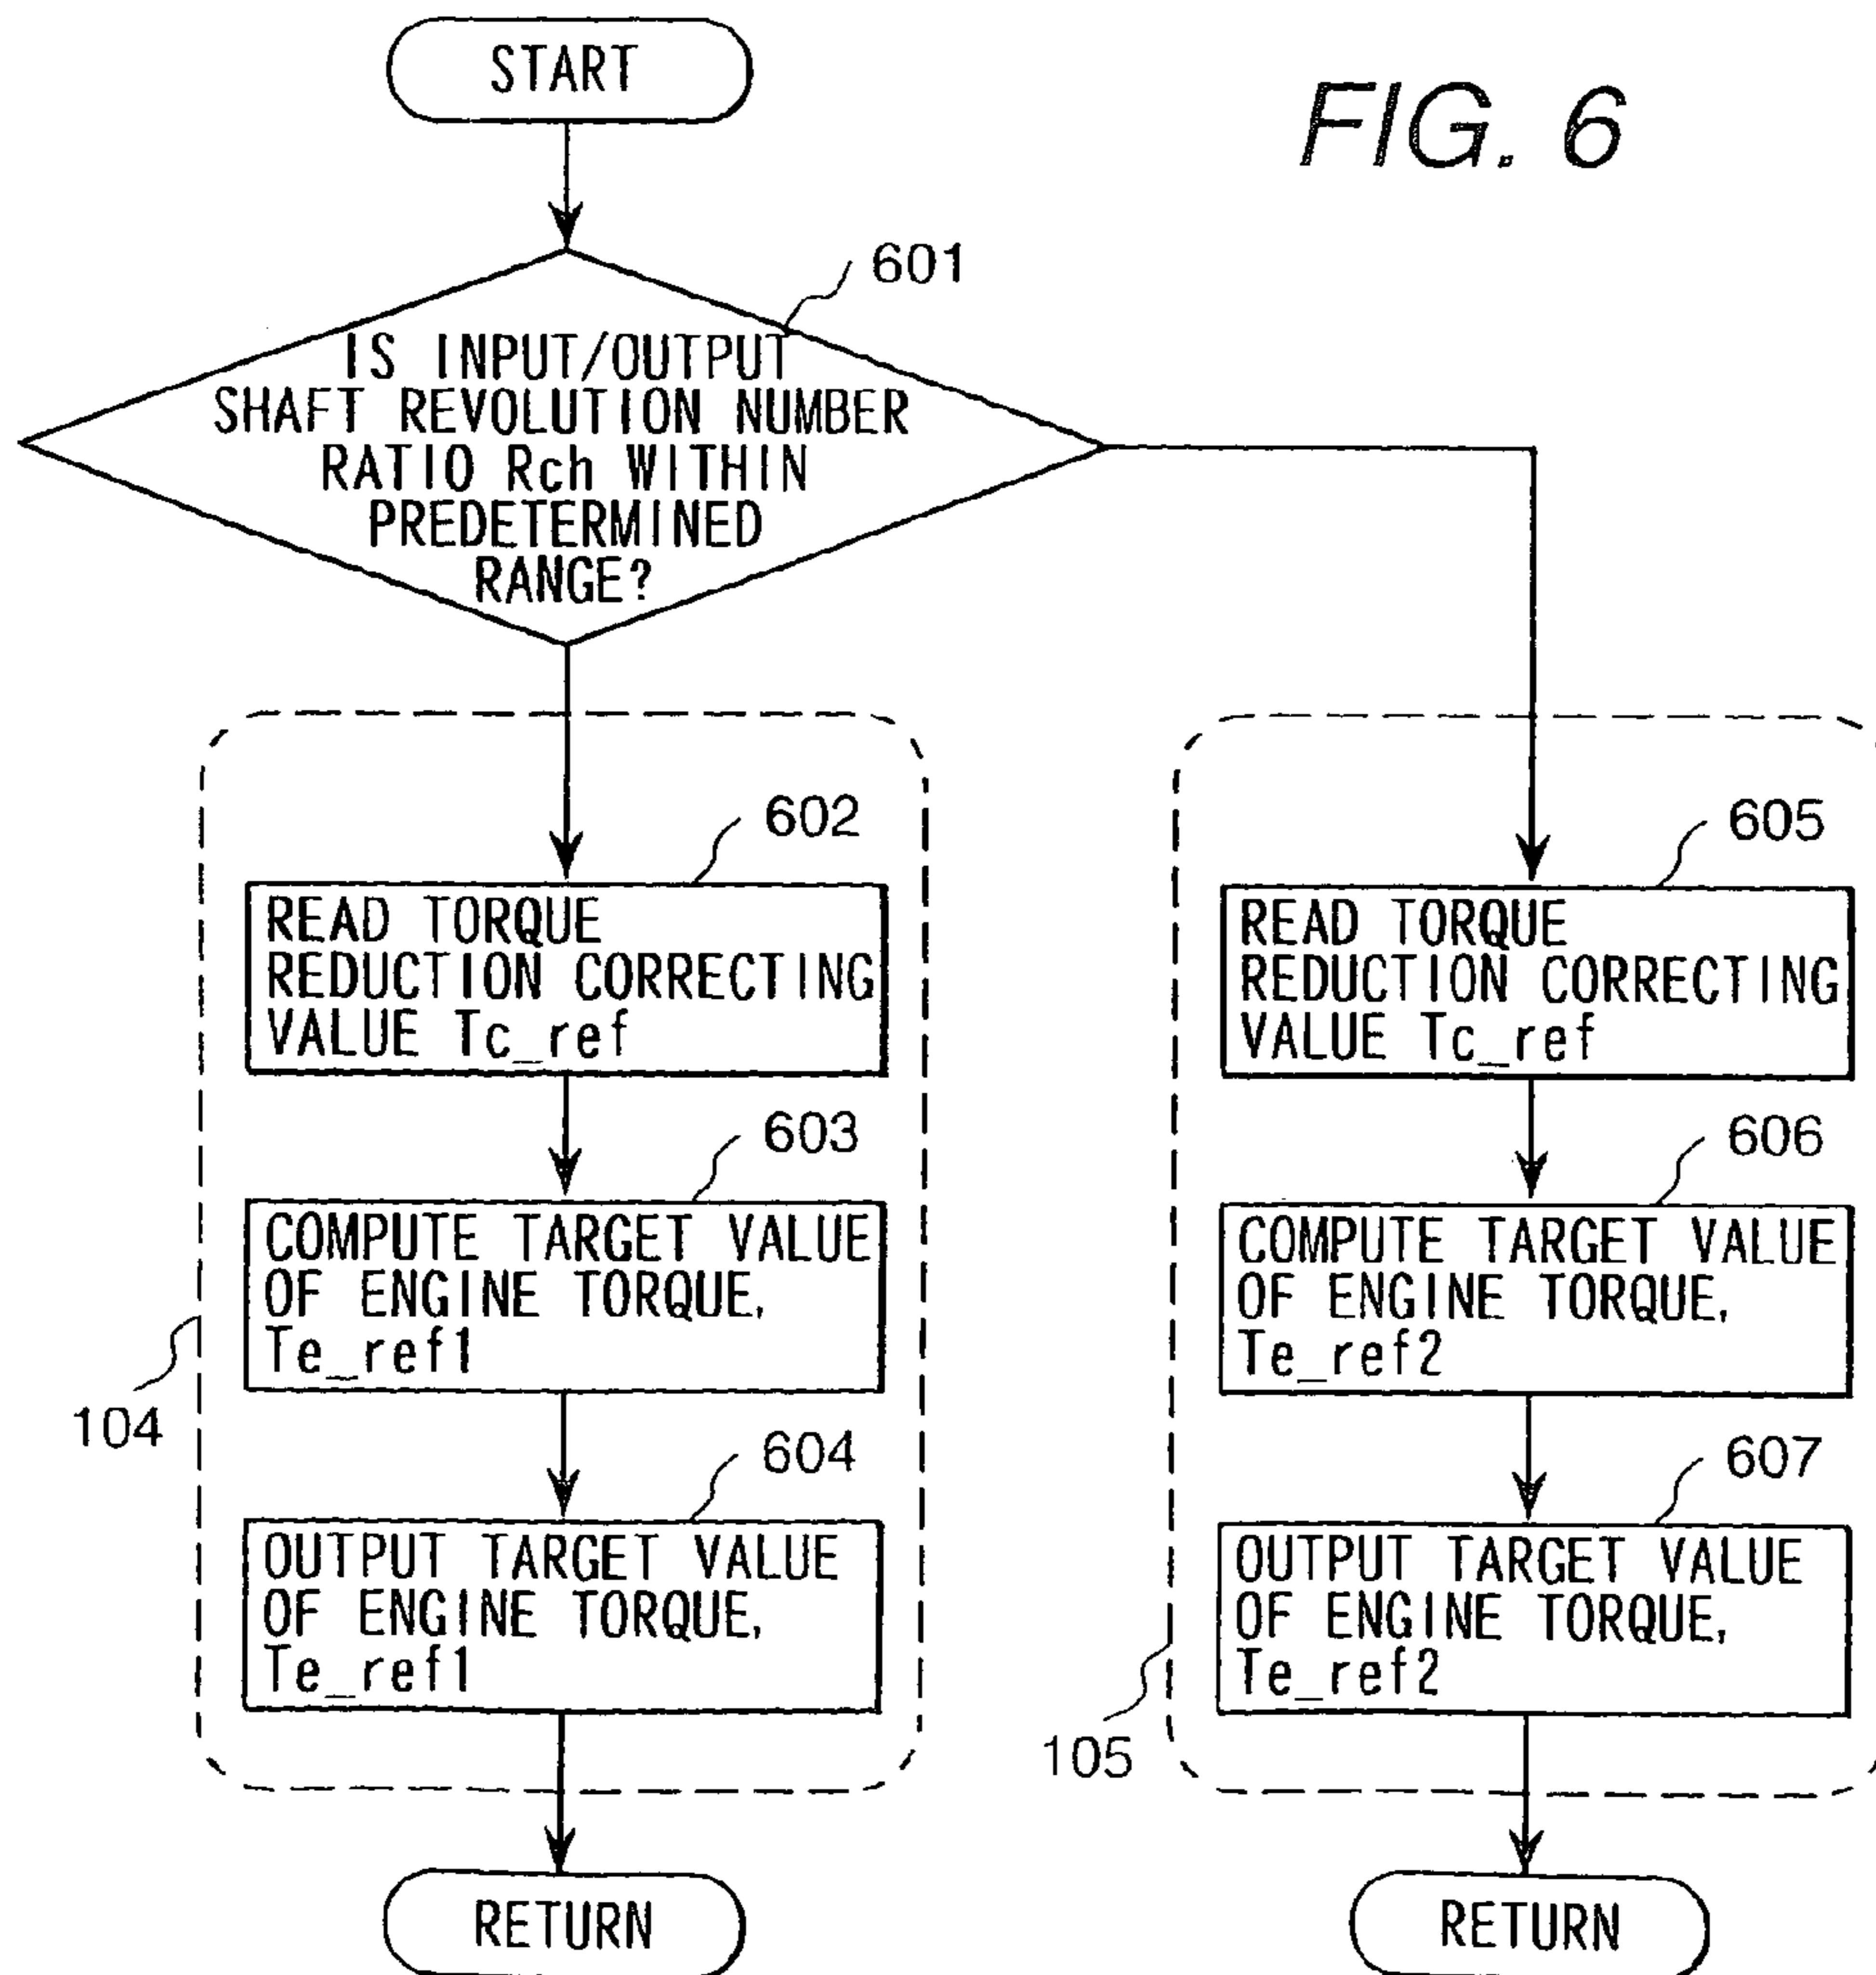 START
FIG. 6
601
IS INPUT/OUTPUT
SHAFT REVOLUTION NUMBER
RATIO Rch WITHIN
PREDETERMINED
RANGE?
602
READ TORQUE
REDUCTION CORRECTING
VALUE Tc_ref
603
COMPUTE TARGET VALUE
OF ENGINE TORQUE,
Te_ref1
104
604
OUTPUT TARGET VALUE
OF ENGINE TORQUE,
Te_ref1
RETURN
605
READ TORQUE
REDUCTION CORRECTING
VALUE Tc_ref
606
COMPUTE TARGET VALUE
OF ENGINE TORQUE,
Te_ref2
607
OUTPUT TARGET VALUE
OF ENGINE TORQUE,
Te_ref2
105
RETURN